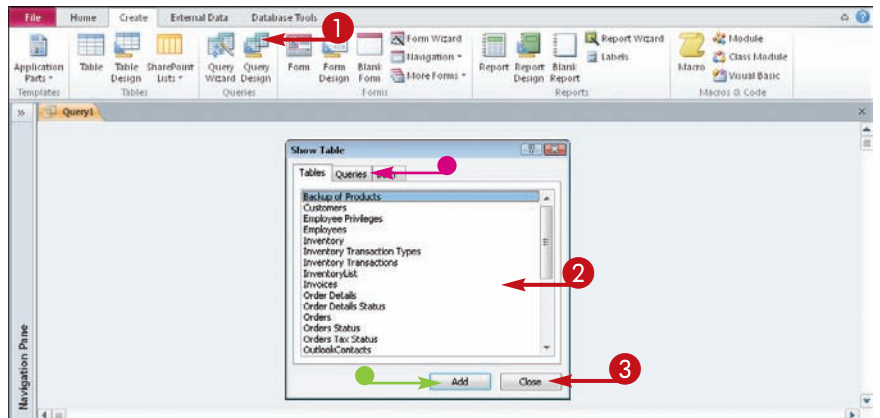 File Home Create External Data Database Tools
1
Application Parts Table Table Design SharePoint Lists Query Wizard Query Design Form Form Design Blank Form Form Wizard Navigation More Forms Report Report Design Blank Report Report Wizard Labels Macro Module Class Module Visual Basic
Templates Tables Queries Forms Reports Macros & Code
Query1
Show Table
Tables Queries
Backup of Products
Customers
Employee Privileges
Employees
Inventory
Inventory Transaction Types
Inventory Transactions
InventoryList
2
Invoices
Order Details
Order Details Status
Orders
Orders Status
Orders Tax Status
OutlookContacts
Add Close
3
Navigation Pane